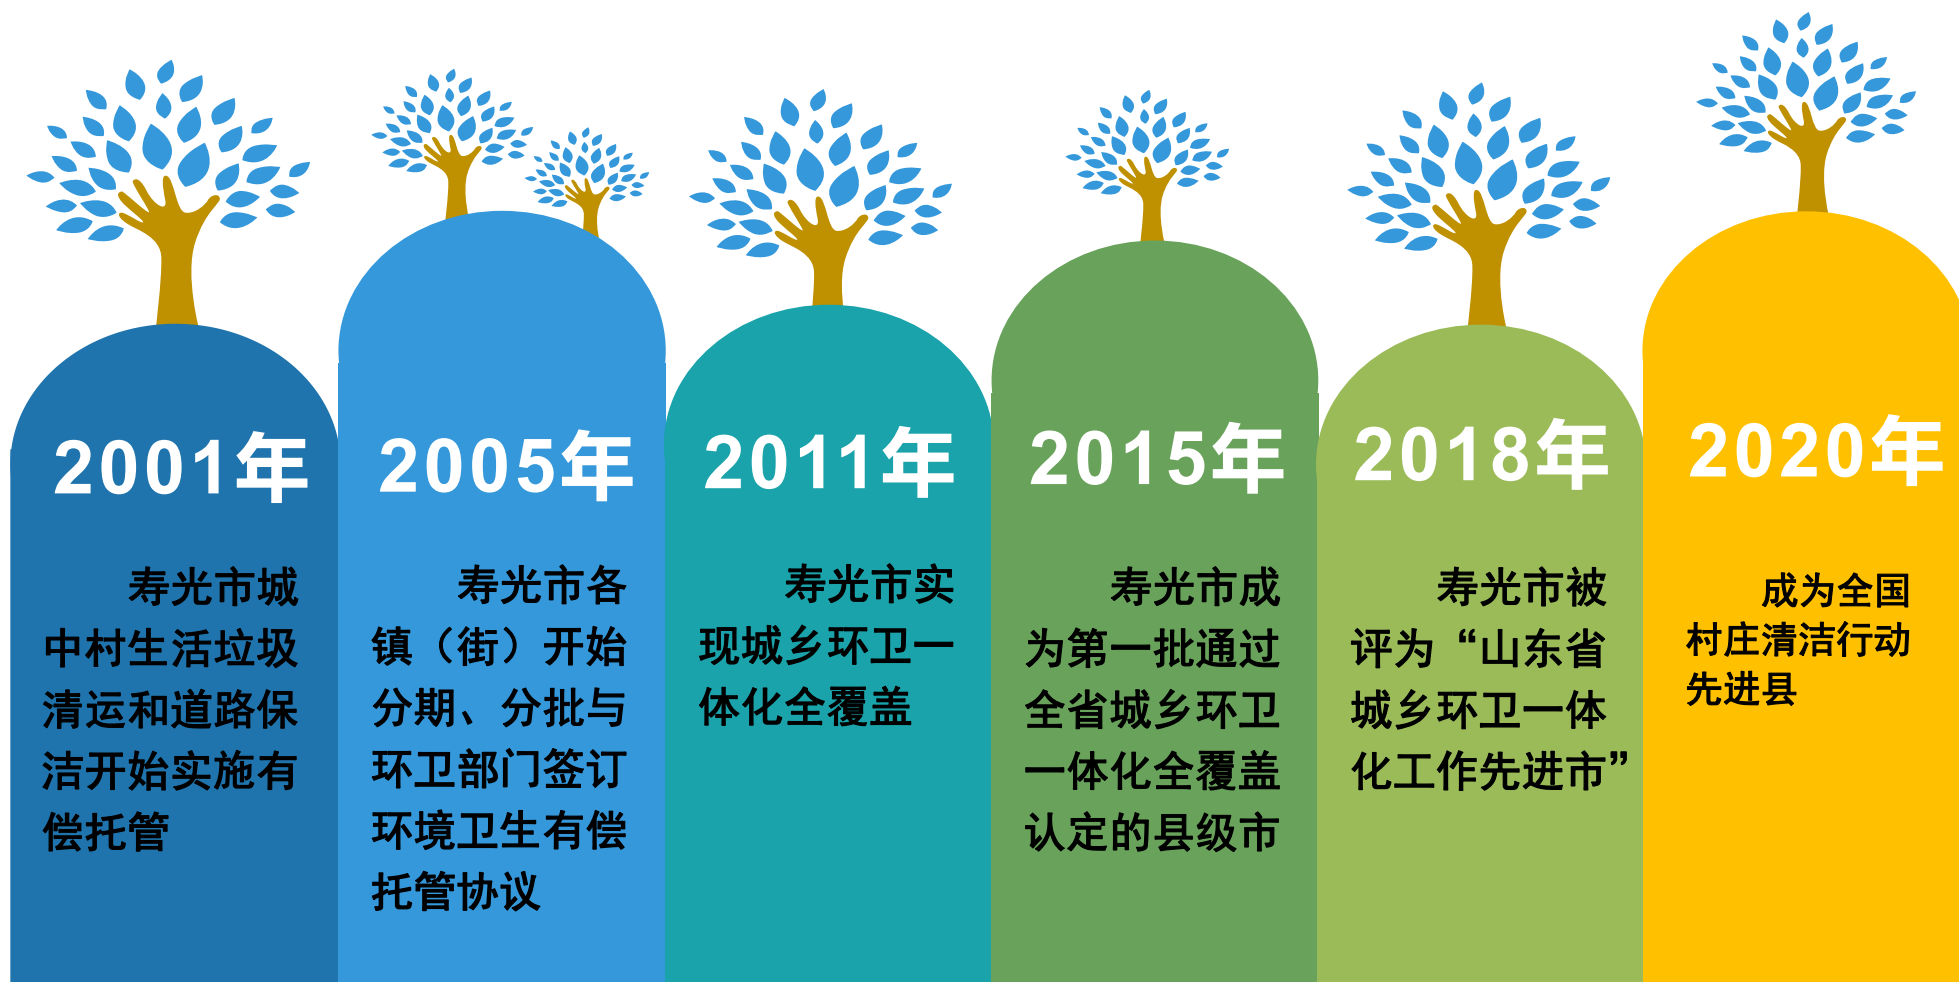 2001年
寿光市城
中村生活垃圾
清运和道路保
洁开始实施有
偿托管
2005年
寿光市各
镇（街）开始
分期、分批与
环卫部门签订
环境卫生有偿
托管协议
2011年
寿光市实
现城乡环卫一
体化全覆盖
2015年
寿光市成
为第一批通过
全省城乡环卫
一体化全覆盖
认定的县级市
2018年
寿光市被
评为“山东省
城乡环卫一体
化工作先进市”
2020年
成为全国
村庄清洁行动
先进县